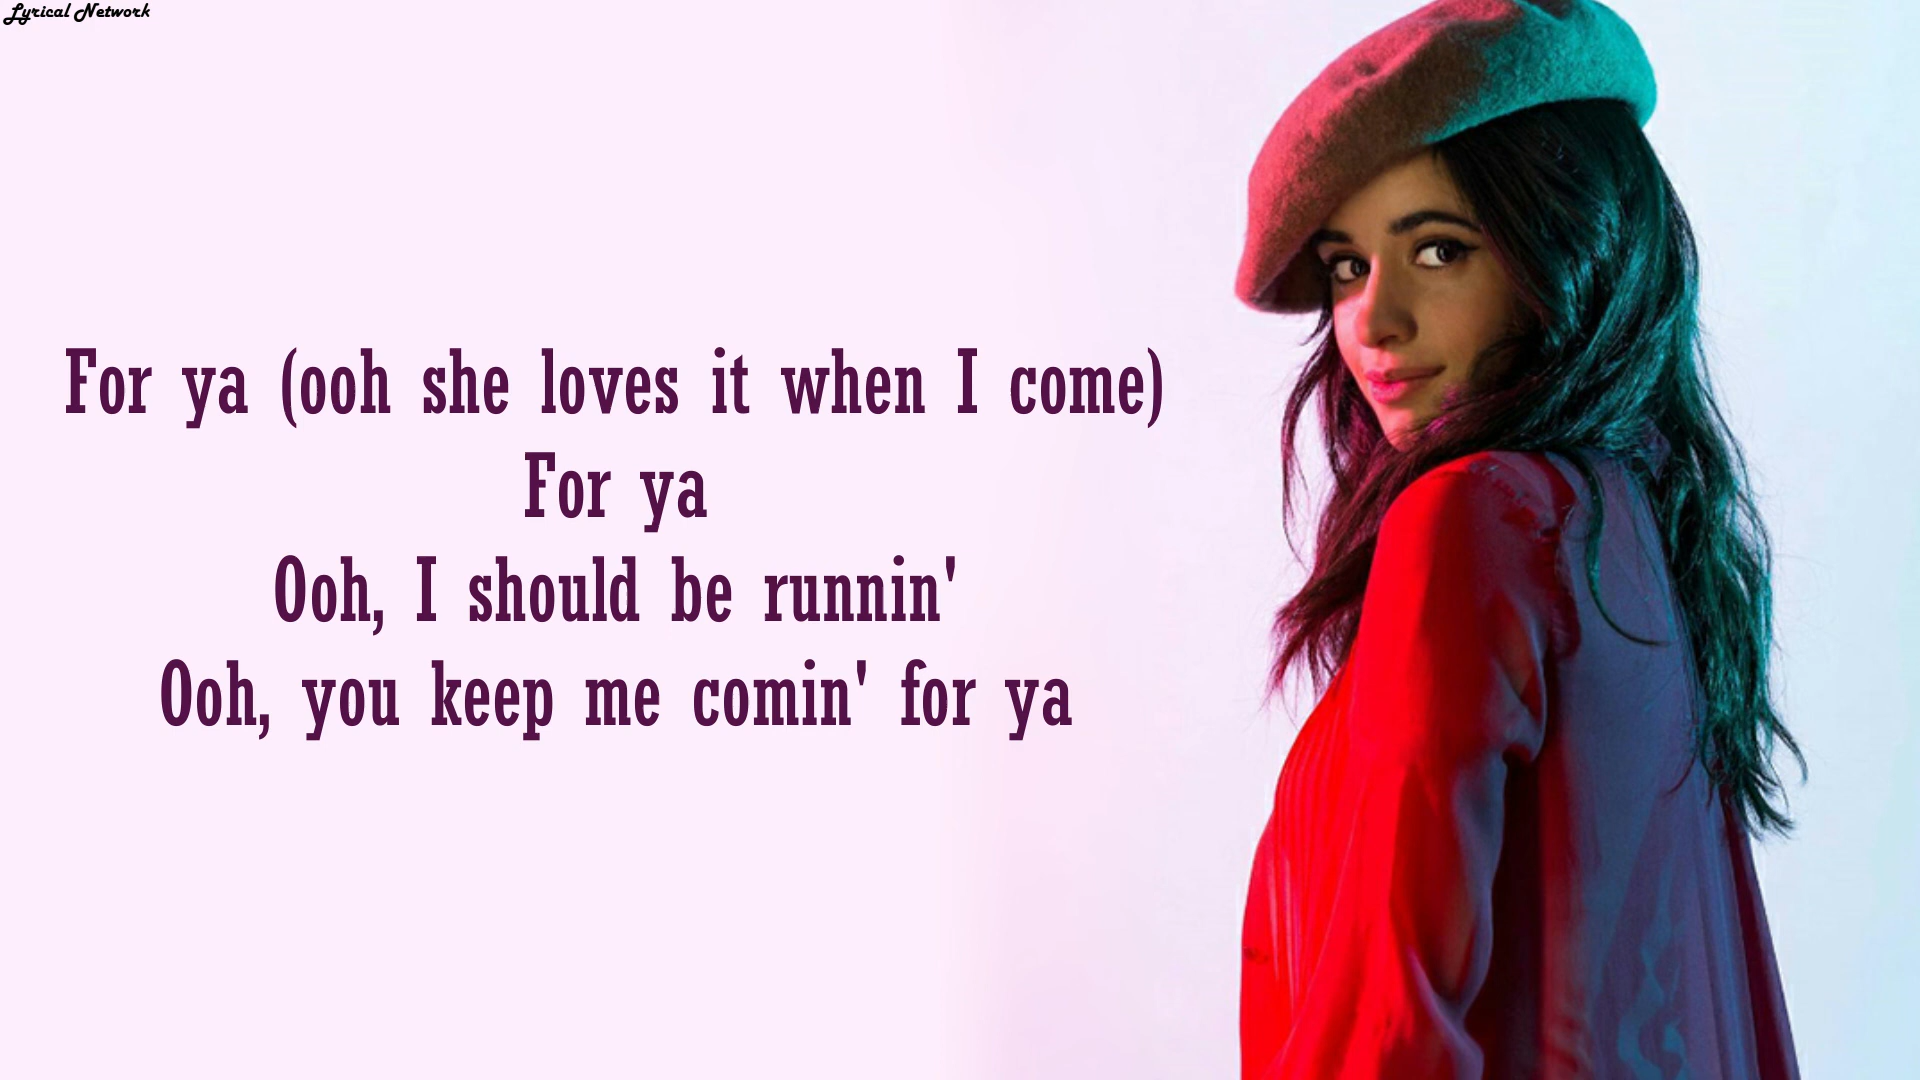 Lyrical Network
For ya (ooh she loves it when I come)
For ya
Ooh, I should be runnin'
Ooh, you keep me comin' for ya